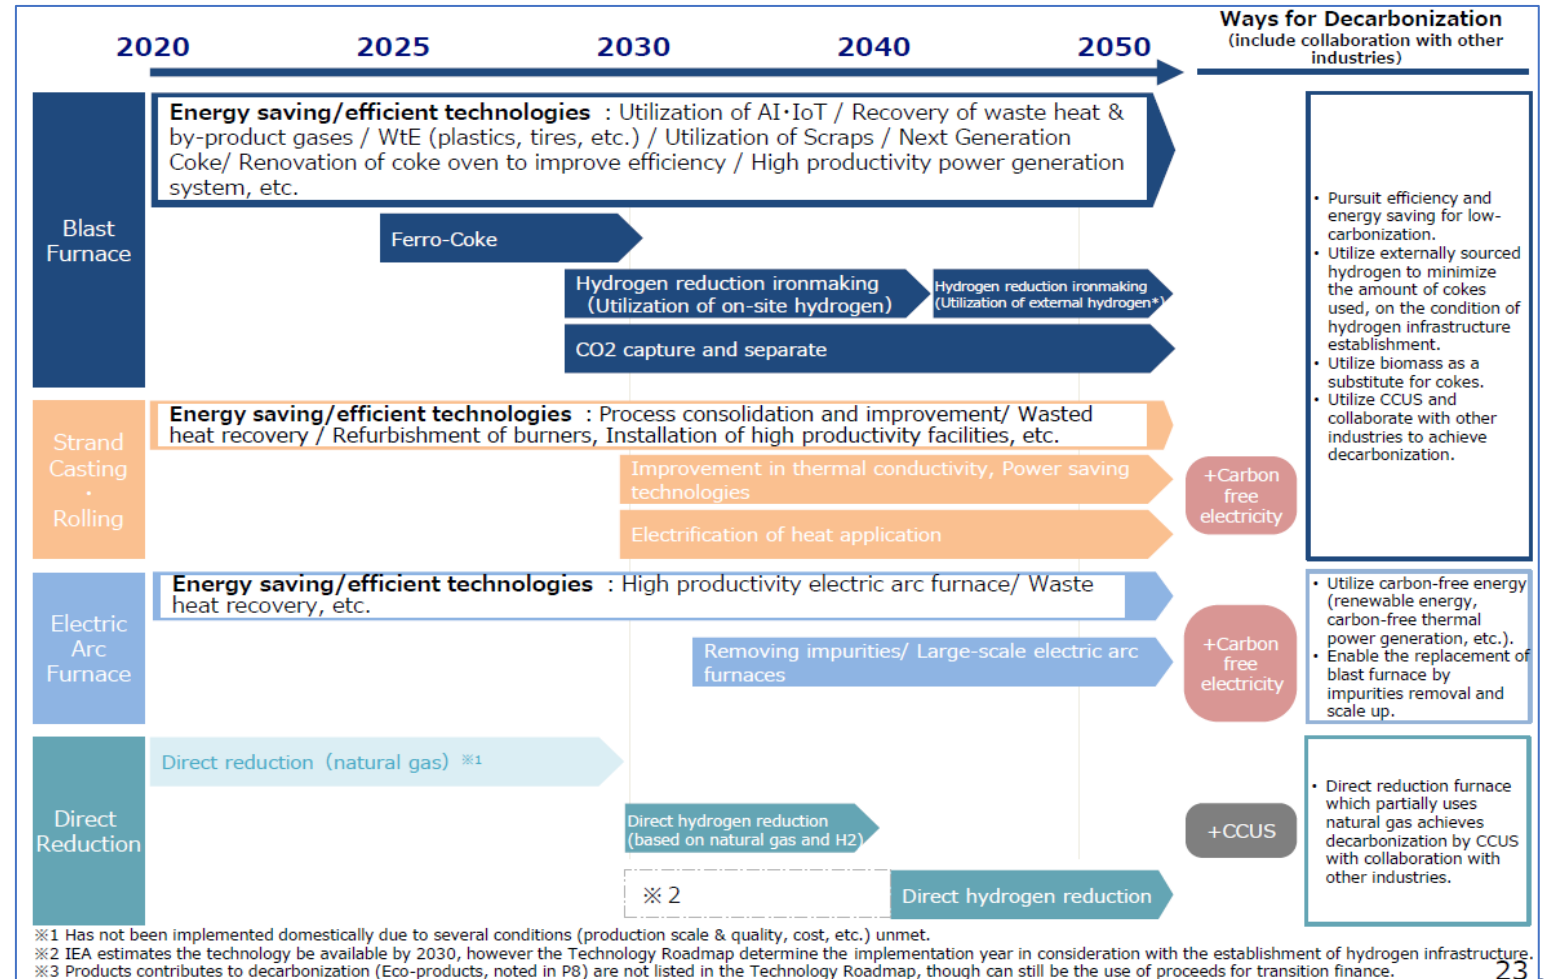 Ways for Decarbonization
(include collaboration with other
industries)
2020 2025 2030 2040 2050
Blast
Furnace
Energy saving/efficient technologies : Utilization of AI･IoT / Recovery of waste heat &
by-product gases / WtE (plastics, tires, etc.) / Utilization of Scraps / Next Generation
Coke/ Renovation of coke oven to improve efficiency / High productivity power generation
system, etc.
Ferro-Coke
Hydrogen reduction ironmaking
（Utilization of on-site hydrogen)
Hydrogen reduction ironmaking
(Utilization of external hydrogen*)
CO2 capture and separate
• Pursuit efficiency and
energy saving for low-
carbonization.
• Utilize externally sourced
hydrogen to minimize
the amount of cokes
used, on the condition of
hydrogen infrastructure
establishment.
• Utilize biomass as a
substitute for cokes.
• Utilize CCUS and
collaborate with other
industries to achieve
decarbonization.
Strand
Casting
・
Rolling
Energy saving/efficient technologies : Process consolidation and improvement/ Wasted
heat recovery / Refurbishment of burners, Installation of high productivity facilities, etc.
Improvement in thermal conductivity, Power saving
technologies
Electrification of heat application
+Carbon
free
electricity
Electric
Arc
Furnace
Energy saving/efficient technologies : High productivity electric arc furnace/ Waste
heat recovery, etc.
Removing impurities/ Large-scale electric arc
furnaces
+Carbon
free
electricity
• Utilize carbon-free energy
(renewable energy,
carbon-free thermal
power generation, etc.).
• Enable the replacement of
blast furnace by
impurities removal and
scale up.
Direct
Reduction
Direct reduction（natural gas）※1
Direct hydrogen reduction
(based on natural gas and H2)
※ 2
Direct hydrogen reduction
+CCUS
• Direct reduction furnace
which partially uses
natural gas achieves
decarbonization by CCUS
with collaboration with
other industries.
※1 Has not been implemented domestically due to several conditions (production scale & quality, cost, etc.) unmet.
※2 IEA estimates the technology be available by 2030, however the Technology Roadmap determine the implementation year in consideration with the establishment of hydrogen infrastructure.
※3 Products contributes to decarbonization (Eco-products, noted in P8) are not listed in the Technology Roadmap, though can still be the use of proceeds for transition finance.
23